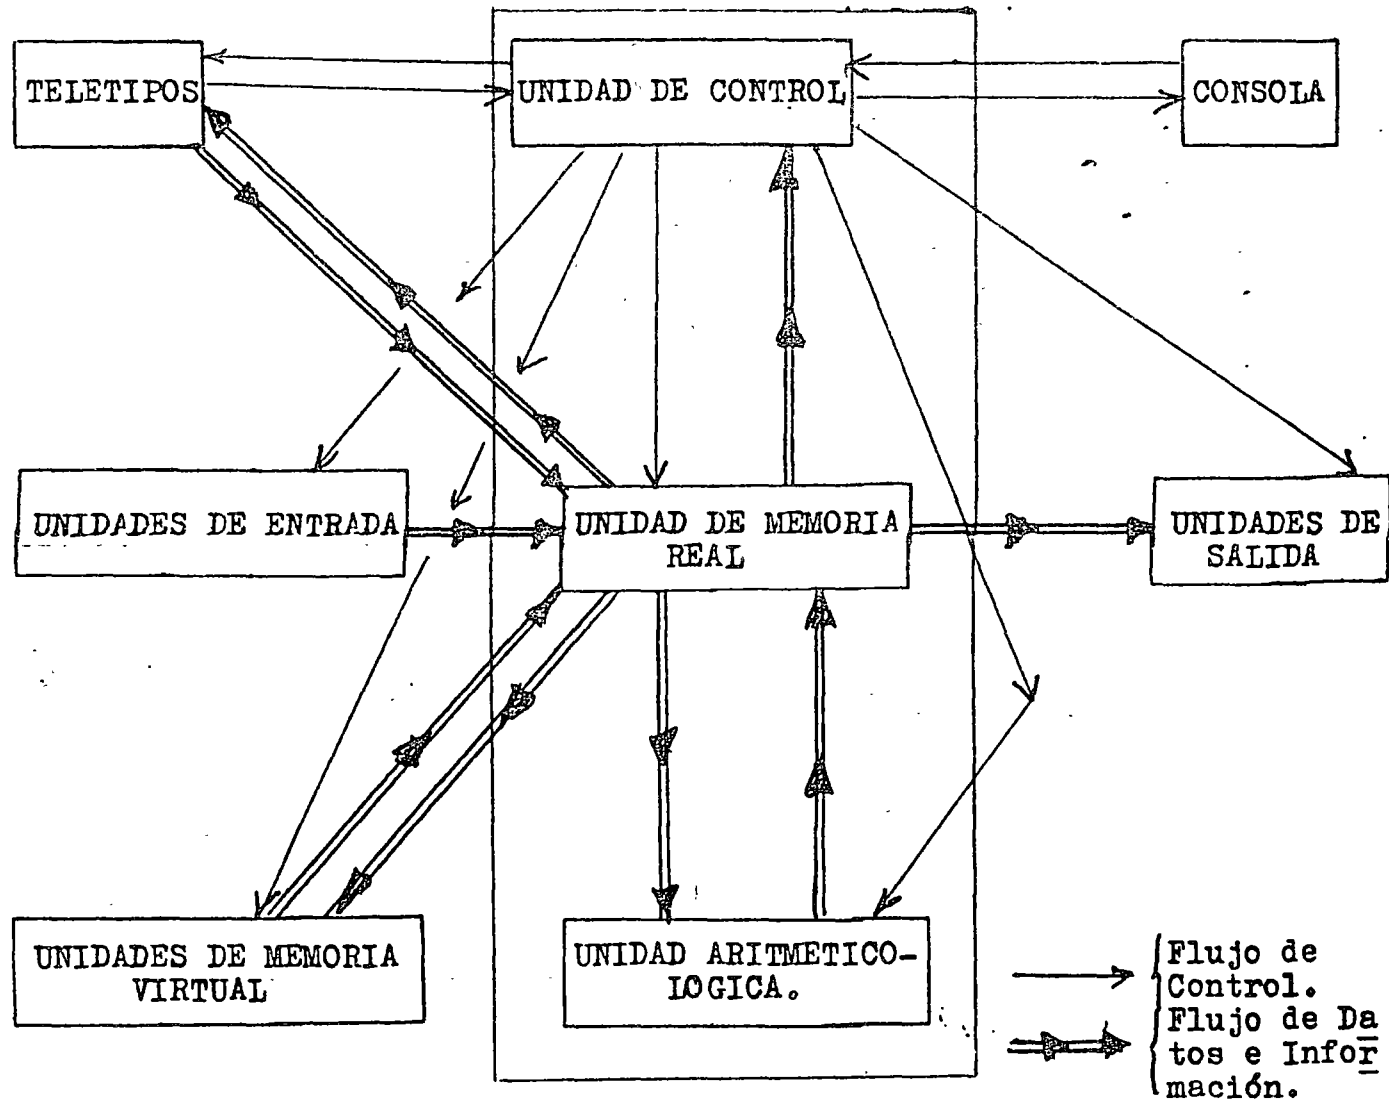 TELETIPOS
UNIDAD DE CONTROL
CONSOLA
UNIDADES DE ENTRADA
UNIDAD DE MEMORIA
REAL
UNIDADES DE
SALIDA
UNIDADES DE MEMORIA
VIRTUAL
UNIDAD ARITMETICO-
LOGICA.
Flujo de
Control.
Flujo de Da
tos e Infor
mación.